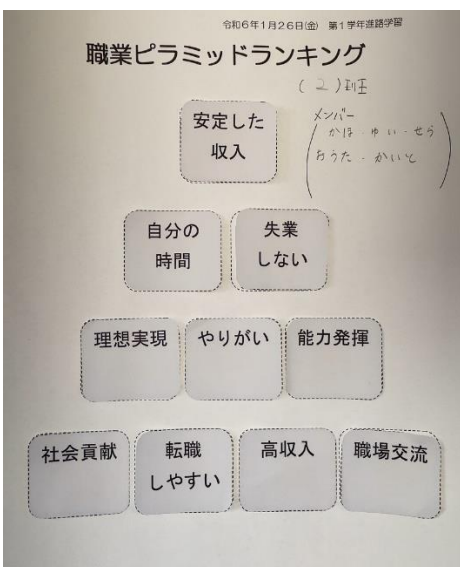 令和6年1月26日(金) 第1学年進路学習
職業ピラミッドランキング
(2)班
メンバー
かほ・ゆい・せら
おうた・かいと
安定した
収入
自分の
時間
失業
しない
理想実現
やりがい
能力発揮
社会貢献
転職
しやすい
高収入
職場交流